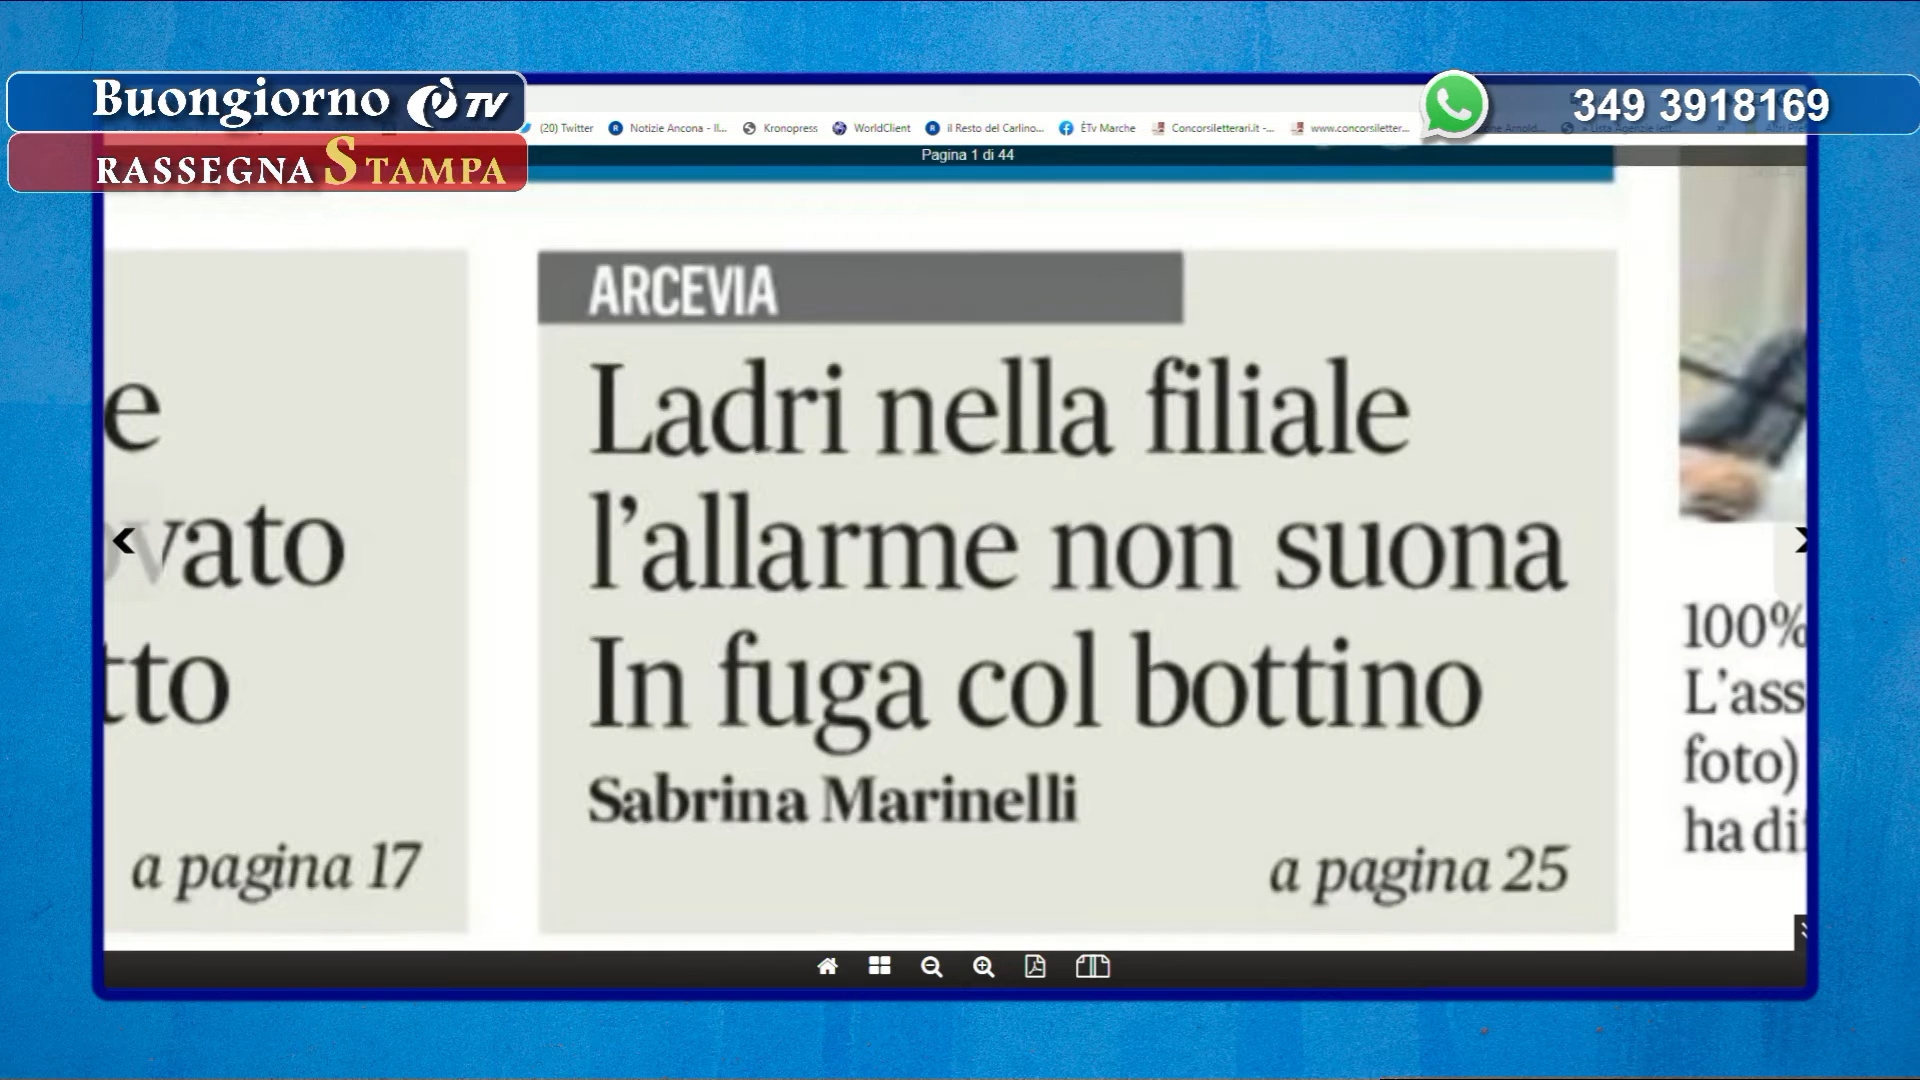 Buongiorno è TV
RASSEGNA STAMPA
349 3918169
(20) Twitter
Notizie Ancona - Il...
Kronopress
WorldClient
il Resto del Carlino...
ÈTv Marche
Concorsiletterari.it -...
www.concorsiletter...
Pagina 1 di 44
e
vato
tto
a pagina 17
ARCEVIA
Ladri nella filiale
l'allarme non suona
In fuga col bottino
Sabrina Marinelli
a pagina 25
100%
L'ass
foto)
ha di